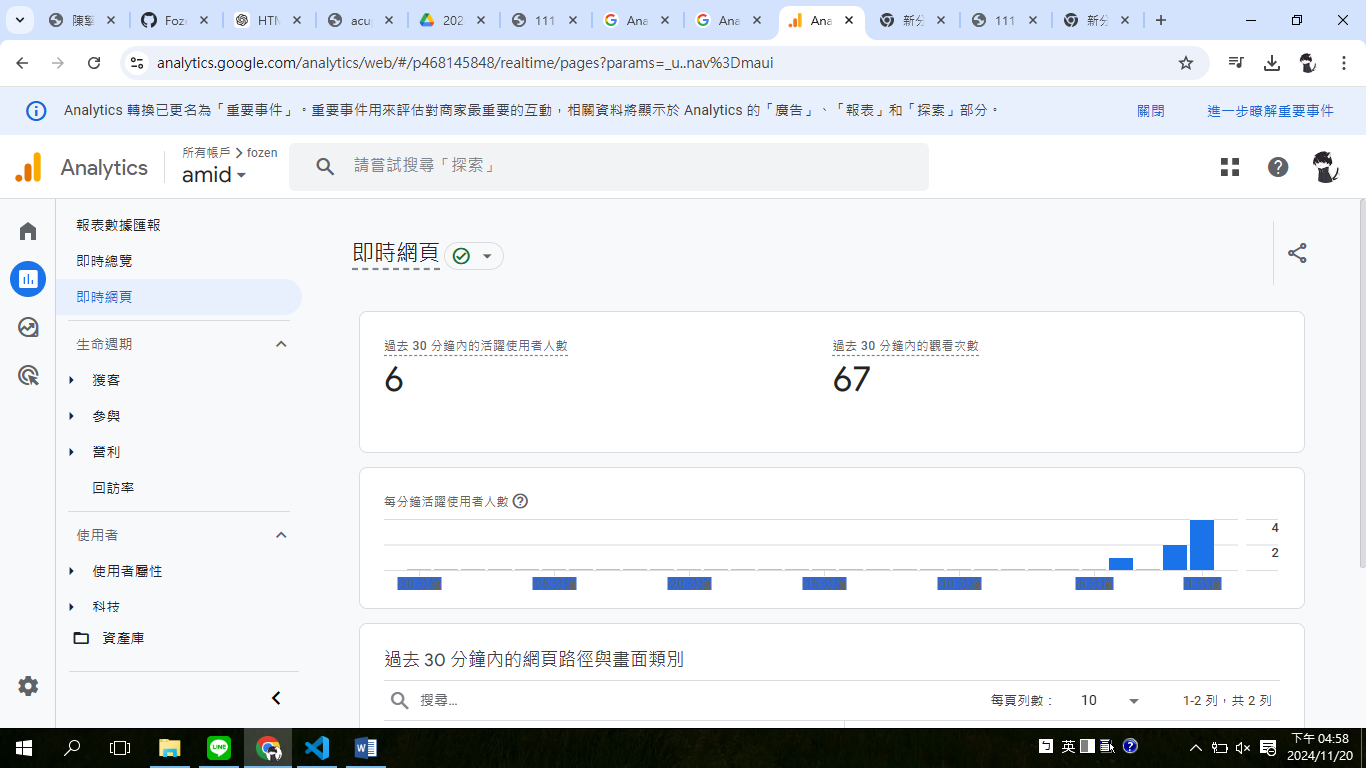 陳擎
Foz
HTM
acu
202
111
Ana
Ana
Ana
新分
111
新分
analytics.google.com/analytics/web/#/p468145848/realtime/pages?params=_u..nav%3Dmaui
Analytics 轉換已更名為「重要事件」。重要事件用來評估對商家最重要的互動，相關資料將顯示於 Analytics 的「廣告」、「報表」和「探索」部分。
關閉
進一步瞭解重要事件
Analytics
所有帳戶 > fozen
amid
請嘗試搜尋「探索」
報表數據匯報
即時總覽
即時網頁
生命週期
獲客
參與
營利
回訪率
使用者
使用者屬性
科技
資產庫
即時網頁
過去 30 分鐘內的活躍使用者人數
6
過去 30 分鐘內的觀看次數
67
每分鐘活躍使用者人數
4
2
過去 30 分鐘內的網頁路徑與畫面類別
搜尋...
每頁列數：
10
1-2 列，共 2 列
英
下午 04:58
2024/11/20